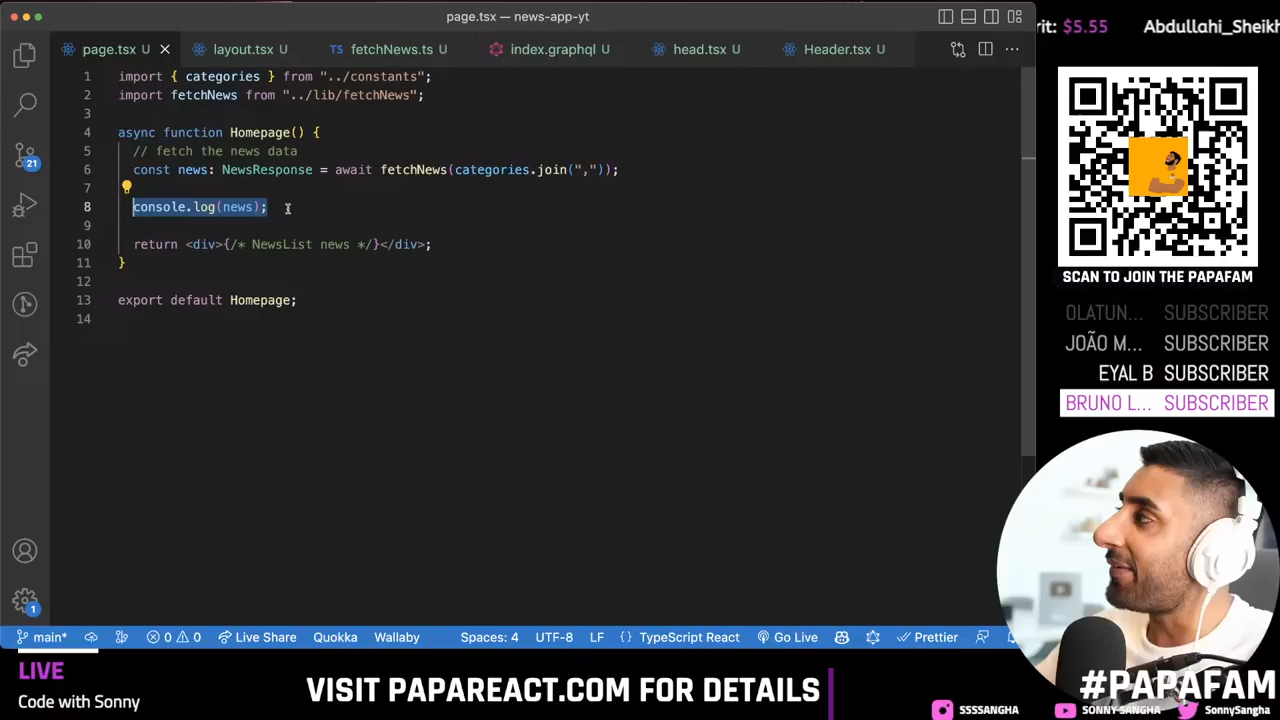 page.tsx — news-app-yt
page.tsx U
layout.tsx U
TS fetchNews.ts U
index.graphql U
head.tsx U
Header.tsx U
1 import { categories } from "../constants";
2 import fetchNews from "../lib/fetchNews";
3
4 async function Homepage() {
5 // fetch the news data
6 const news: NewsResponse = await fetchNews(categories.join(","));
7
8 console.log(news);
9
10 return <div>{/* NewsList news */}</div>;
11 }
12
13 export default Homepage;
14
21
1
main*
0 0
Live Share
Quokka
Wallaby
Spaces: 4
UTF-8
LF
{} TypeScript React
Go Live
Prettier
rit: $5.55 Abdullahi_Sheikh
SCAN TO JOIN THE PAPAFAM
OLATUN... SUBSCRIBER
JOÃO M... SUBSCRIBER
EYAL B SUBSCRIBER
BRUNO L... SUBSCRIBER
LIVE
Code with Sonny
VISIT PAPAREACT.COM FOR DETAILS
#PAPAFAM
SSSSANGHA
SONNY SANGHA
SonnySangha